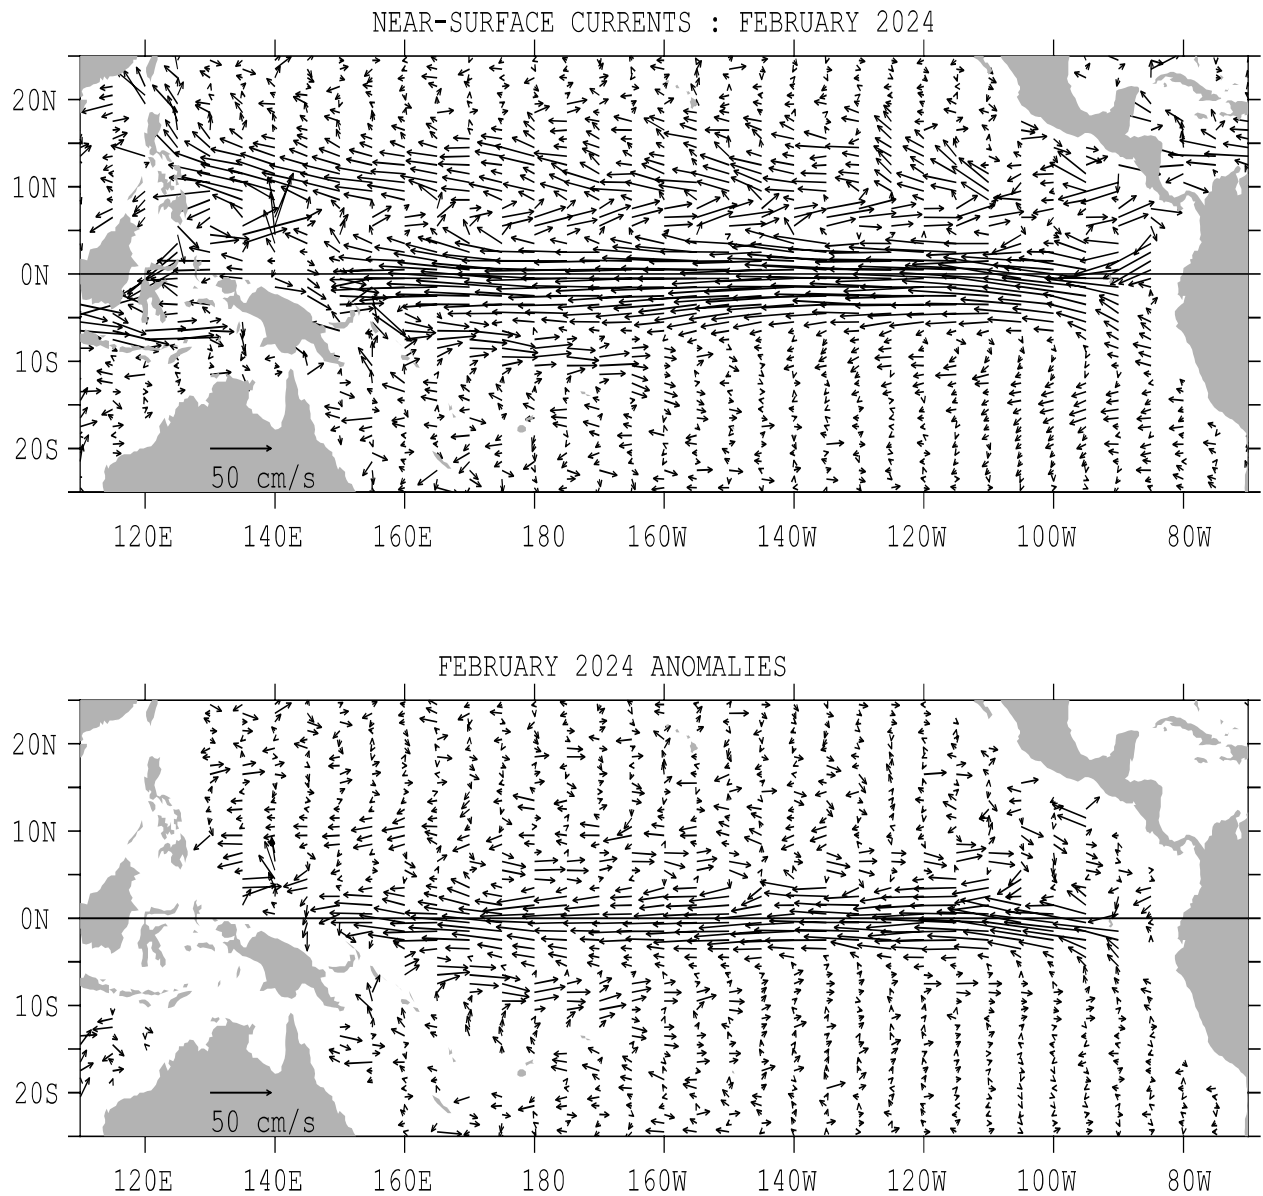 NEAR-SURFACE CURRENTS : FEBRUARY 2024
20N
10N
0N
10S
20S
50 cm/s
120E 140E 160E 180 160W 140W 120W 100W 80W
FEBRUARY 2024 ANOMALIES
20N
10N
0N
10S
20S
50 cm/s
120E 140E 160E 180 160W 140W 120W 100W 80W